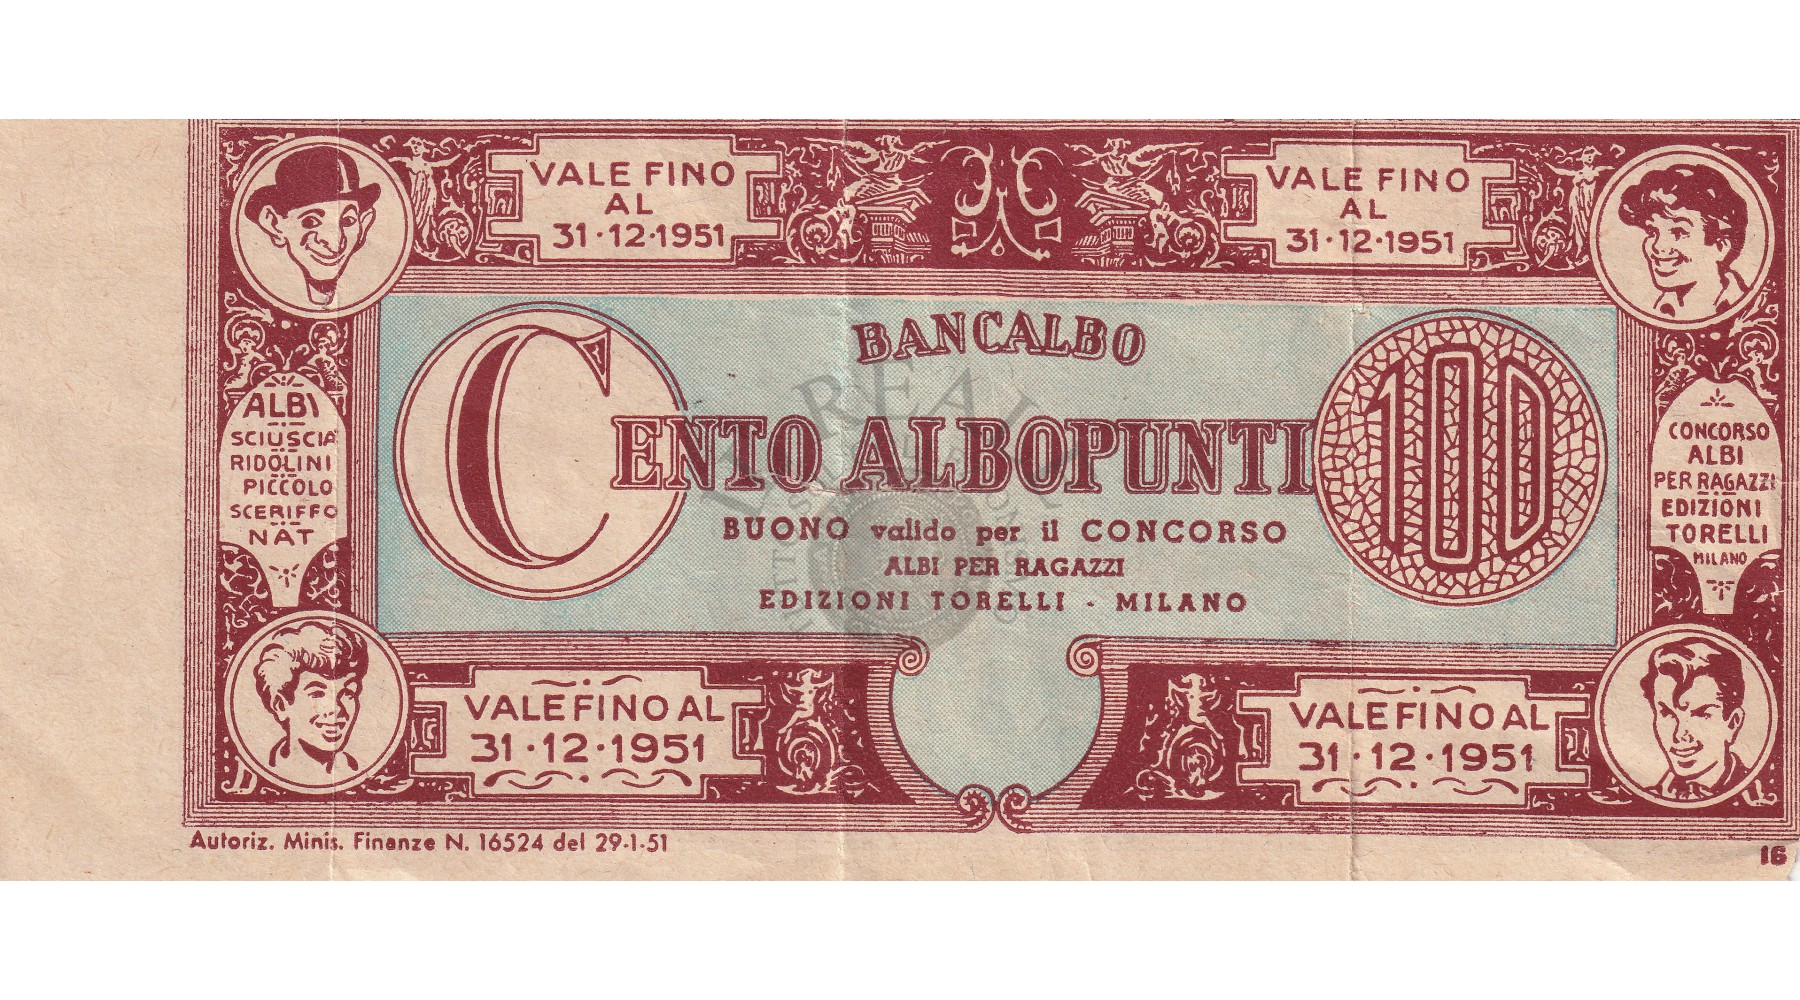 VALE FINO
AL
31·12·1951
VALE FINO
AL
31·12·1951
BANCALBO
CENTO ALBOPUNTI
100
BUONO valido per il CONCORSO
ALBI PER RAGAZZI
EDIZIONI TORELLI - MILANO
ALBI
SCIUSCIÀ
RIDOLINI
PICCOLO
SCERIFFO
NAT
CONCORSO
ALBI
PER RAGAZZI
EDIZIONI
TORELLI
MILANO
VALE FINO AL
31·12·1951
VALE FINO AL
31·12·1951
Autoriz. Minis. Finanze N. 16524 del 29-1-51
16